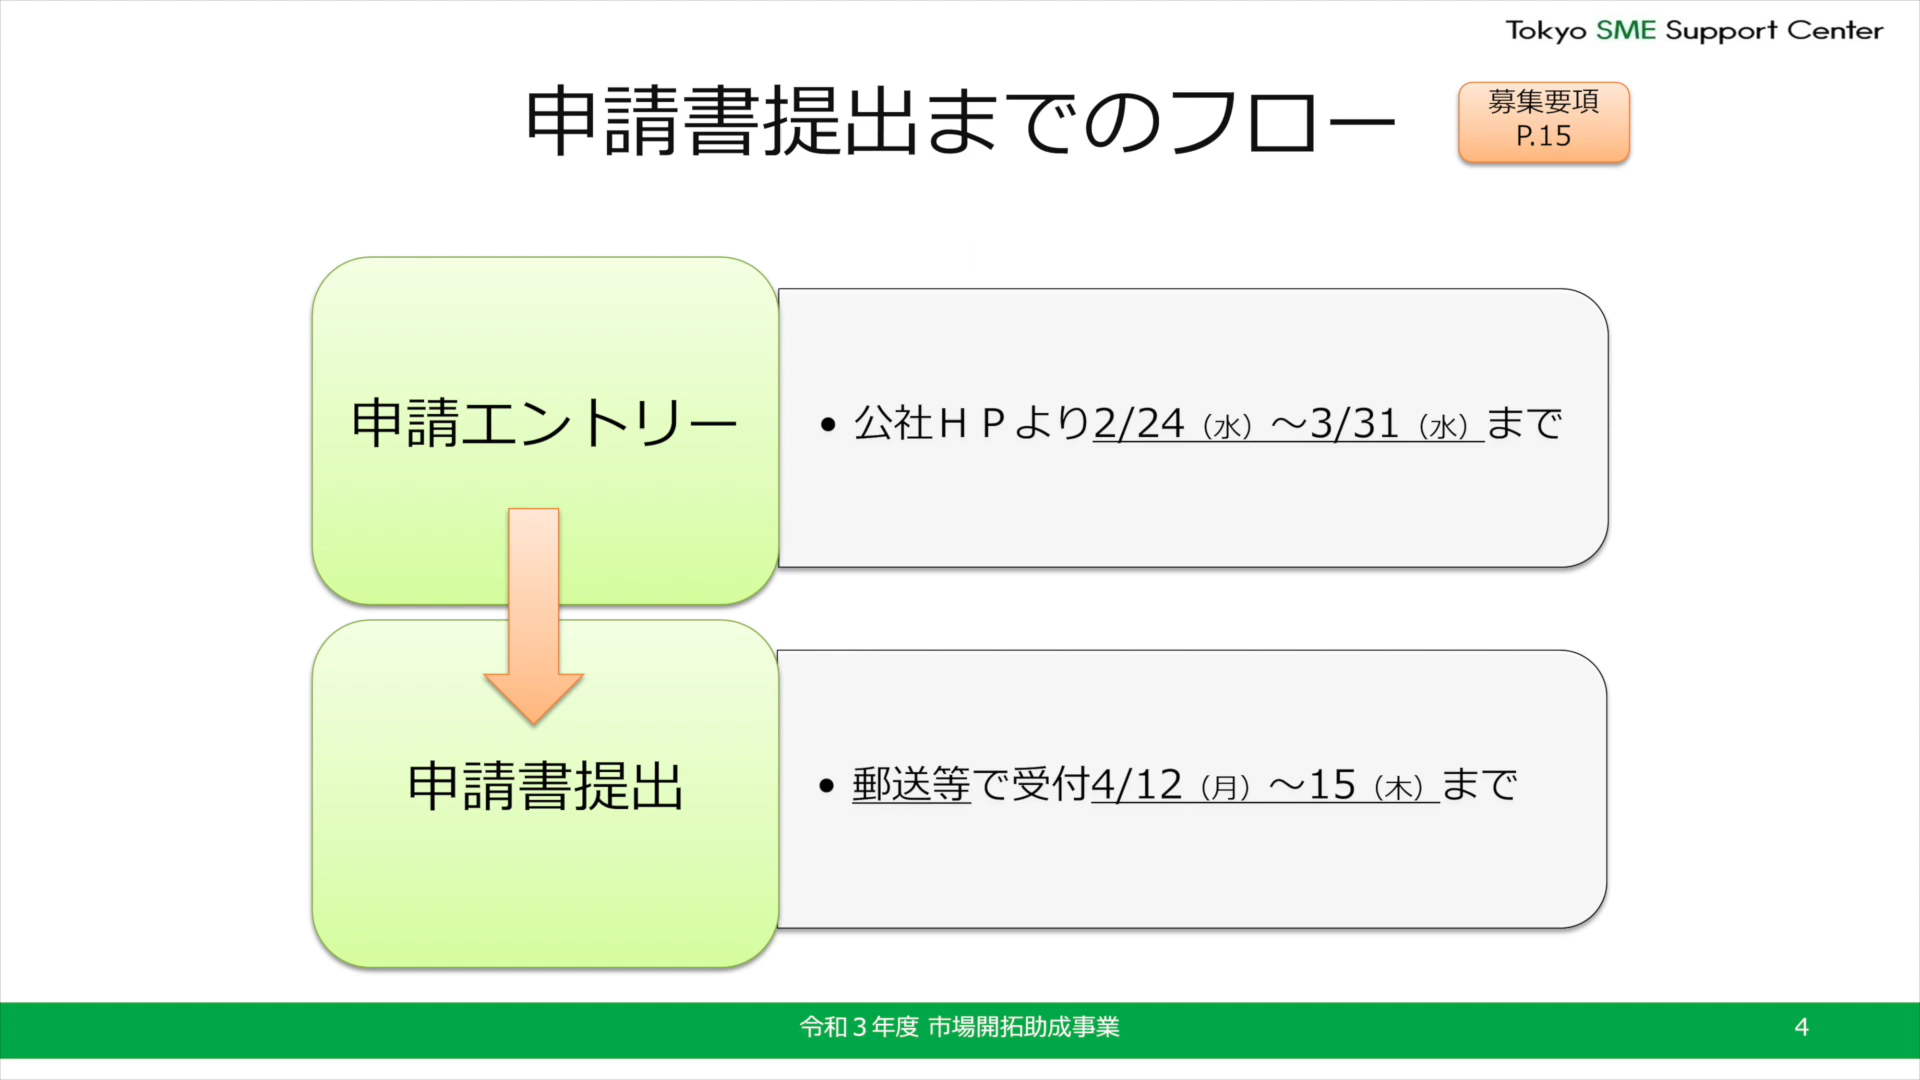 Tokyo SME Support Center
申請書提出までのフロー
募集要項
P.15
申請エントリー
• 公社ＨＰより2/24（水）～3/31（水）まで
申請書提出
• 郵送等で受付4/12（月）～15（木）まで
令和３年度 市場開拓助成事業
4